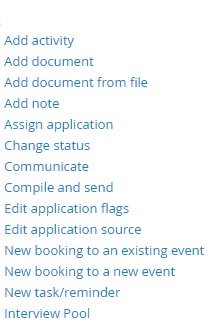 Add activity
Add document
Add document from file
Add note
Assign application
Change status
Communicate
Compile and send
Edit application flags
Edit application source
New booking to an existing event
New booking to a new event
New task/reminder
Interview Pool